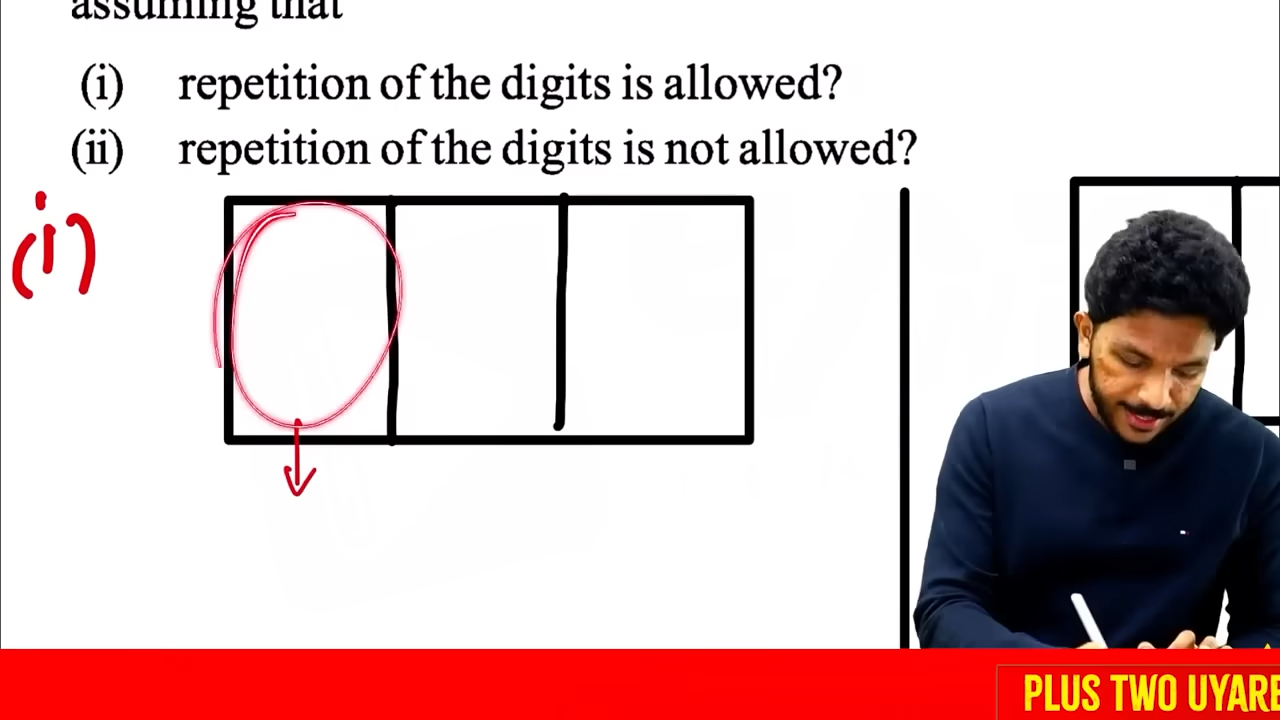 assuming that
(i) repetition of the digits is allowed?
(ii) repetition of the digits is not allowed?
(i)
PLUS TWO UYARE